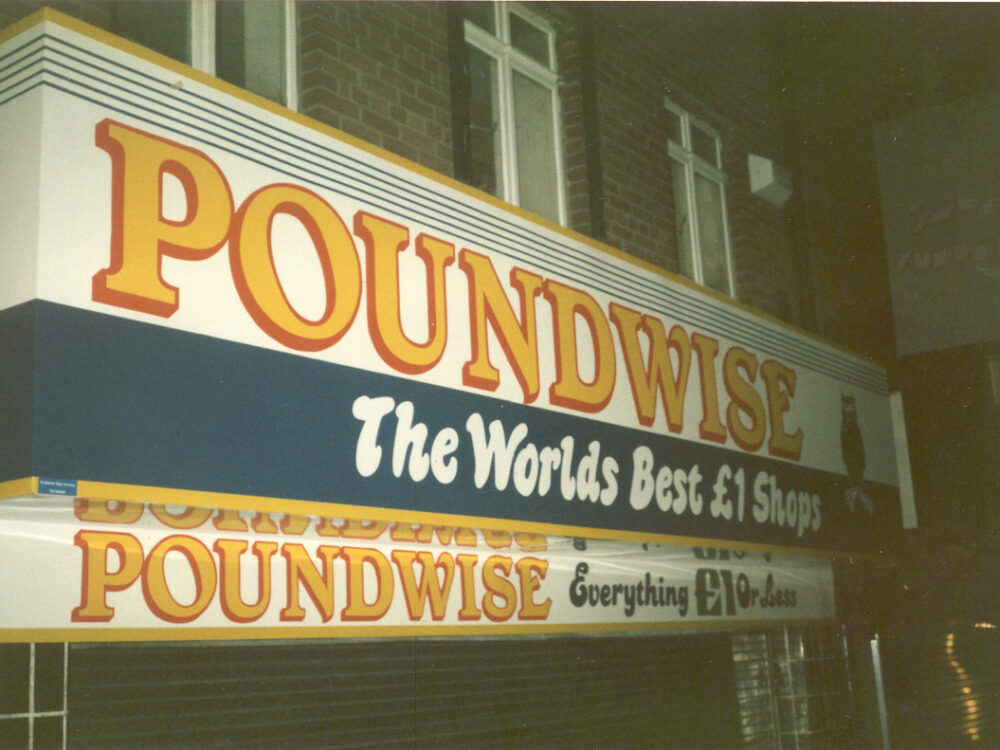 POUNDWISE
The Worlds Best £1 Shops
POUNDWISE Everything £1 Or Less